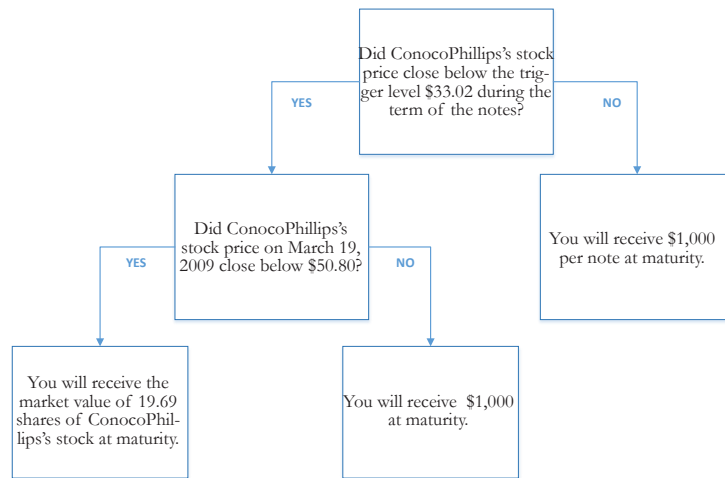 Did ConocoPhillips's stock
price close below the trig-
ger level $33.02 during the
term of the notes?
YES
NO
Did ConocoPhillips's
stock price on March 19,
2009 close below $50.80?
You will receive $1,000
per note at maturity.
YES
NO
You will receive the
market value of 19.69
shares of ConocoPhil-
lips's stock at maturity.
You will receive $1,000
at maturity.